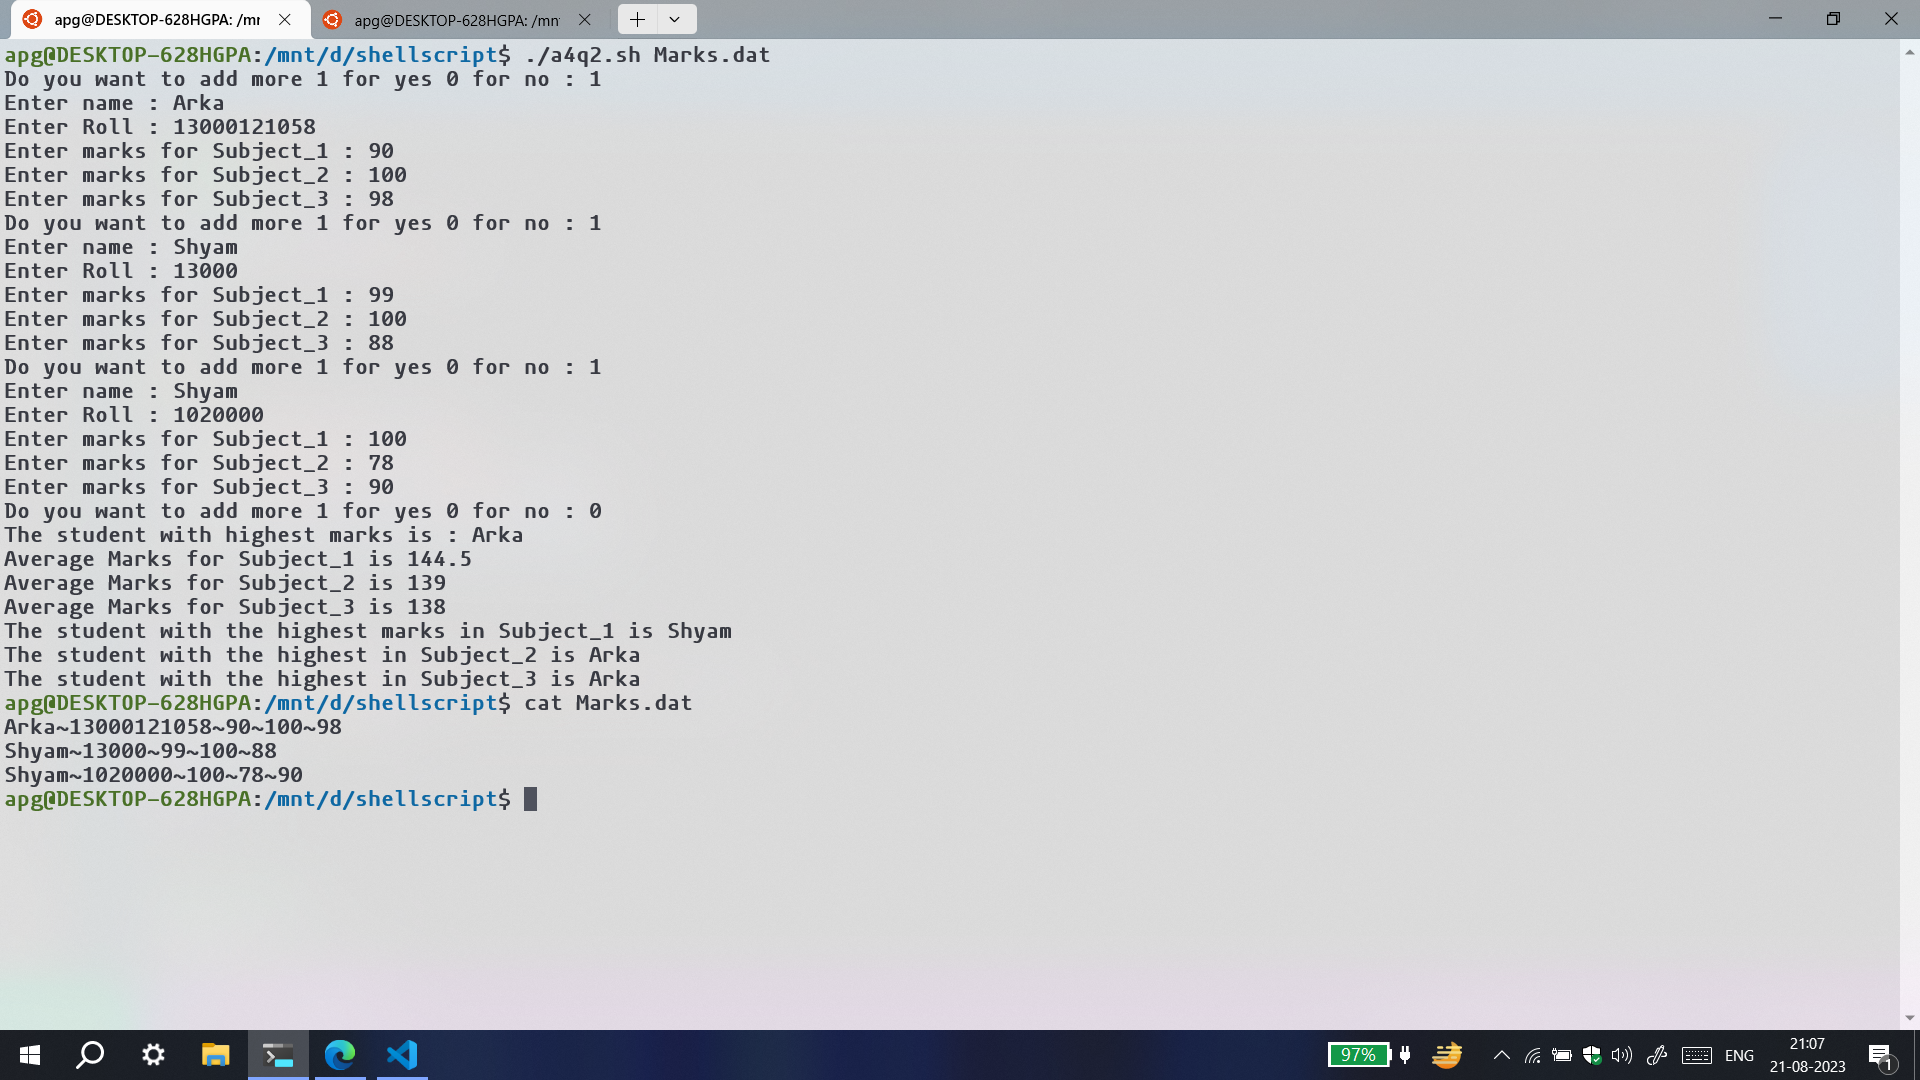 apg@DESKTOP-628HGPA: /mn
apg@DESKTOP-628HGPA: /mn
apg@DESKTOP-628HGPA:/mnt/d/shellscript$ ./a4q2.sh Marks.dat
Do you want to add more 1 for yes 0 for no : 1
Enter name : Arka
Enter Roll : 13000121058
Enter marks for Subject_1 : 90
Enter marks for Subject_2 : 100
Enter marks for Subject_3 : 98
Do you want to add more 1 for yes 0 for no : 1
Enter name : Shyam
Enter Roll : 13000
Enter marks for Subject_1 : 99
Enter marks for Subject_2 : 100
Enter marks for Subject_3 : 88
Do you want to add more 1 for yes 0 for no : 1
Enter name : Shyam
Enter Roll : 1020000
Enter marks for Subject_1 : 100
Enter marks for Subject_2 : 78
Enter marks for Subject_3 : 90
Do you want to add more 1 for yes 0 for no : 0
The student with highest marks is : Arka
Average Marks for Subject_1 is 144.5
Average Marks for Subject_2 is 139
Average Marks for Subject_3 is 138
The student with the highest marks in Subject_1 is Shyam
The student with the highest in Subject_2 is Arka
The student with the highest in Subject_3 is Arka
apg@DESKTOP-628HGPA:/mnt/d/shellscript$ cat Marks.dat
Arka~13000121058~90~100~98
Shyam~13000~99~100~88
Shyam~1020000~100~78~90
apg@DESKTOP-628HGPA:/mnt/d/shellscript$
97%
ENG
21:07
21-08-2023
1